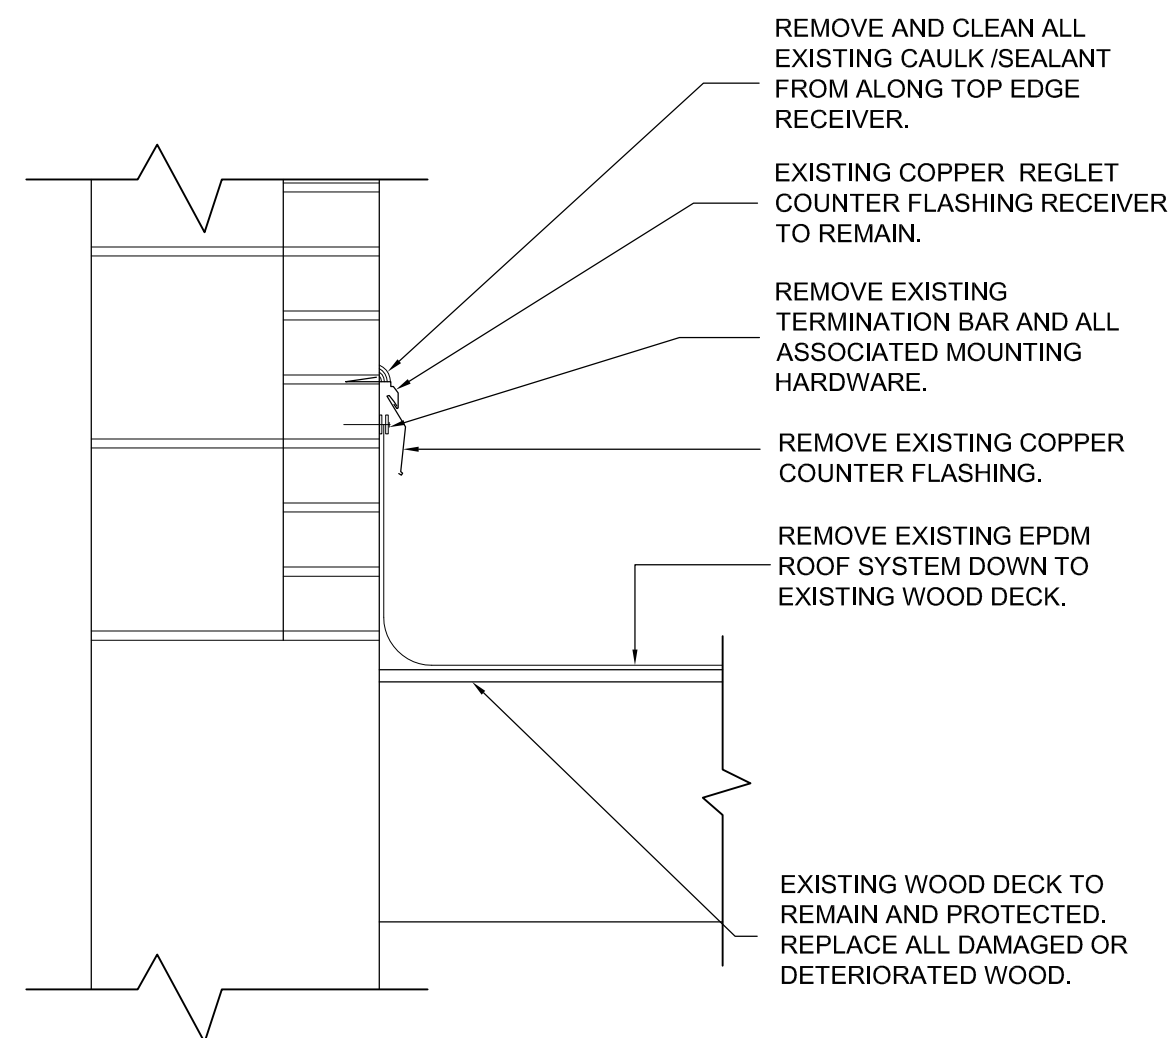 REMOVE AND CLEAN ALL
EXISTING CAULK /SEALANT
FROM ALONG TOP EDGE
RECEIVER.
EXISTING COPPER REGLET
COUNTER FLASHING RECEIVER
TO REMAIN.
REMOVE EXISTING
TERMINATION BAR AND ALL
ASSOCIATED MOUNTING
HARDWARE.
REMOVE EXISTING COPPER
COUNTER FLASHING.
REMOVE EXISTING EPDM
ROOF SYSTEM DOWN TO
EXISTING WOOD DECK.
EXISTING WOOD DECK TO
REMAIN AND PROTECTED.
REPLACE ALL DAMAGED OR
DETERIORATED WOOD.